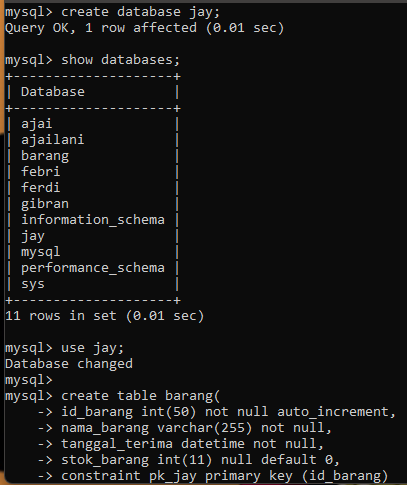 mysql> create database jay;
Query OK, 1 row affected (0.01 sec)
mysql> show databases;
+--------------------+
| Database           |
+--------------------+
| ajai               |
| ajailani           |
| barang             |
| febri              |
| ferdi              |
| gibran             |
| information_schema |
| jay                |
| mysql              |
| performance_schema |
| sys                |
+--------------------+
11 rows in set (0.01 sec)
mysql> use jay;
Database changed
mysql>
mysql> create table barang(
    -> id_barang int(50) not null auto_increment,
    -> nama_barang varchar(255) not null,
    -> tanggal_terima datetime not null,
    -> stok_barang int(11) null default 0,
    -> constraint pk_jay primary key (id_barang)